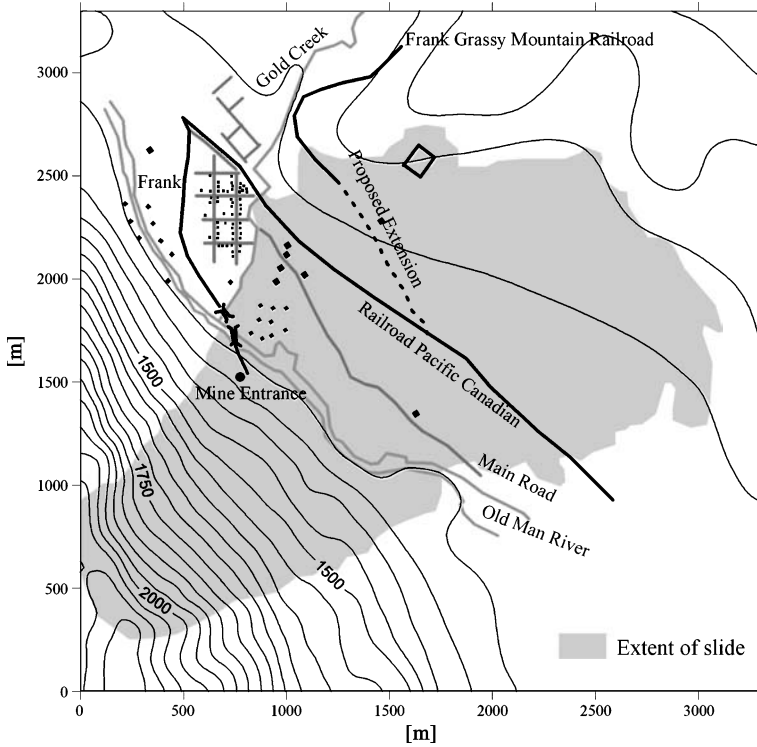 Frank Grassy Mountain Railroad
Gold Creek
3000
Frank
2500
Proposed Extension
2000
Railroad Pacific Canadian
[m]
1500
1500
Mine Entrance
1750
Main Road
1000
Old Man River
500
2000
1500
Extent of slide
0
0
500
1000
1500
2000
2500
3000
[m]